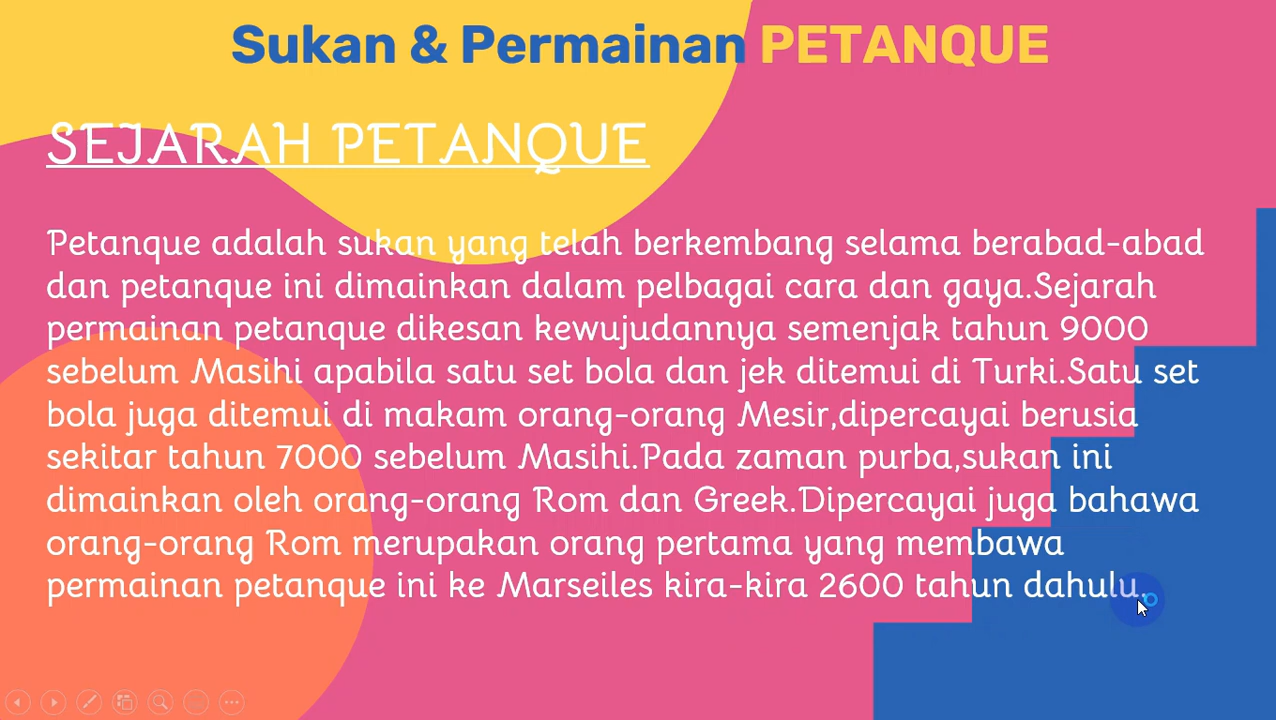 Sukan & Permainan PETANQUE
SEJARAH PETANQUE
Petanque adalah sukan yang telah berkembang selama berabad-abad
dan petanque ini dimainkan dalam pelbagai cara dan gaya.Sejarah
permainan petanque dikesan kewujudannya semenjak tahun 9000
sebelum Masihi apabila satu set bola dan jek ditemui di Turki.Satu set
bola juga ditemui di makam orang-orang Mesir,dipercayai berusia
sekitar tahun 7000 sebelum Masihi.Pada zaman purba,sukan ini
dimainkan oleh orang-orang Rom dan Greek.Dipercayai juga bahawa
orang-orang Rom merupakan orang pertama yang membawa
permainan petanque ini ke Marseiles kira-kira 2600 tahun dahulu.